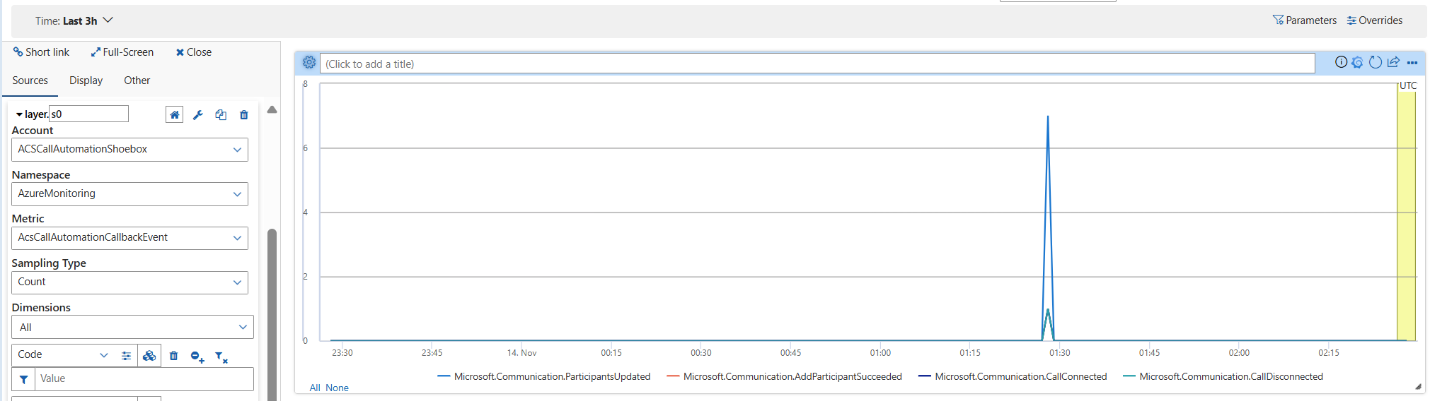 Time: Last 3h
Parameters
Overrides
Short link
Full-Screen
Close
Sources
Display
Other
layer.
s0
Account
ACSCallAutomationShoebox
Namespace
AzureMonitoring
Metric
AcsCallAutomationCallbackEvent
Sampling Type
Count
Dimensions
All
Code
Value
(Click to add a title)
UTC
8
6
4
2
0
23:30
23:45
14. Nov
00:15
00:30
00:45
01:00
01:15
01:30
01:45
02:00
02:15
Microsoft.Communication.ParticipantsUpdated
Microsoft.Communication.AddParticipantSucceeded
Microsoft.Communication.CallConnected
Microsoft.Communication.CallDisconnected
All None